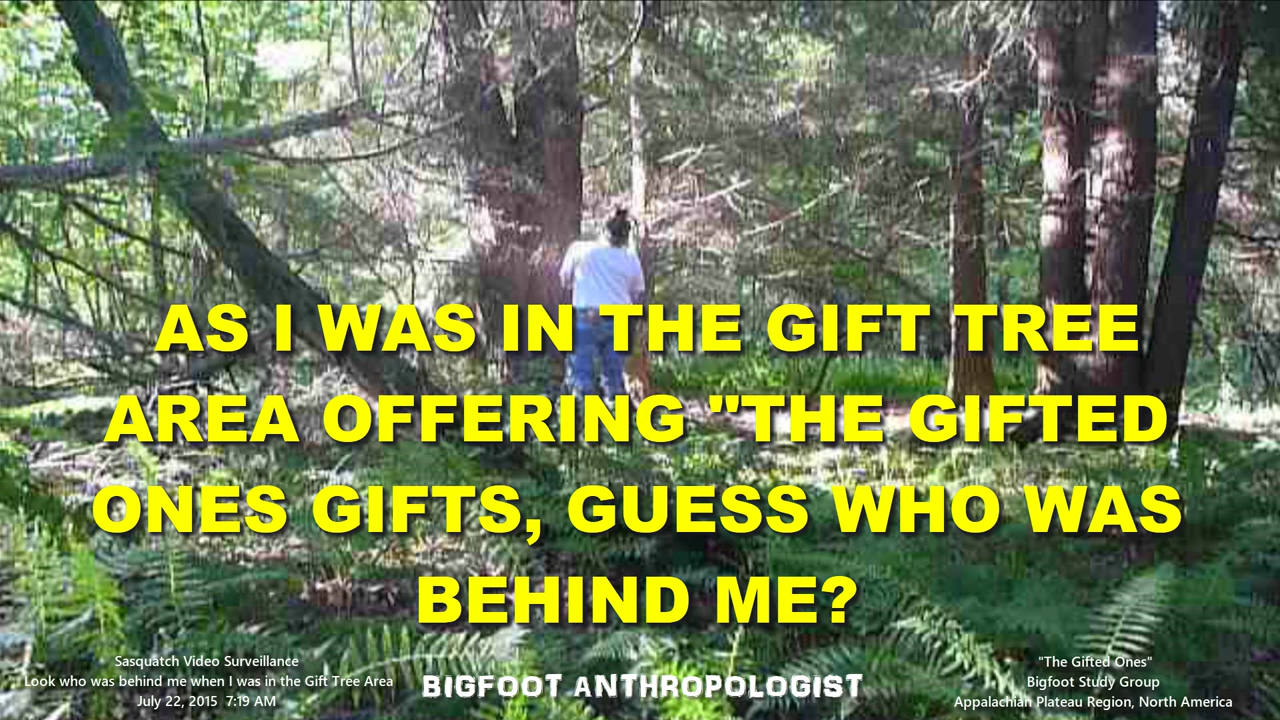 AS I WAS IN THE GIFT TREE
AREA OFFERING "THE GIFTED
ONES GIFTS, GUESS WHO WAS
BEHIND ME?
Sasquatch Video Surveillance
Look who was behind me when I was in the Gift Tree Area
July 22, 2015 7:19 AM
BIGFOOT ANTHROPOLOGIST
"The Gifted Ones"
Bigfoot Study Group
Appalachian Plateau Region, North America